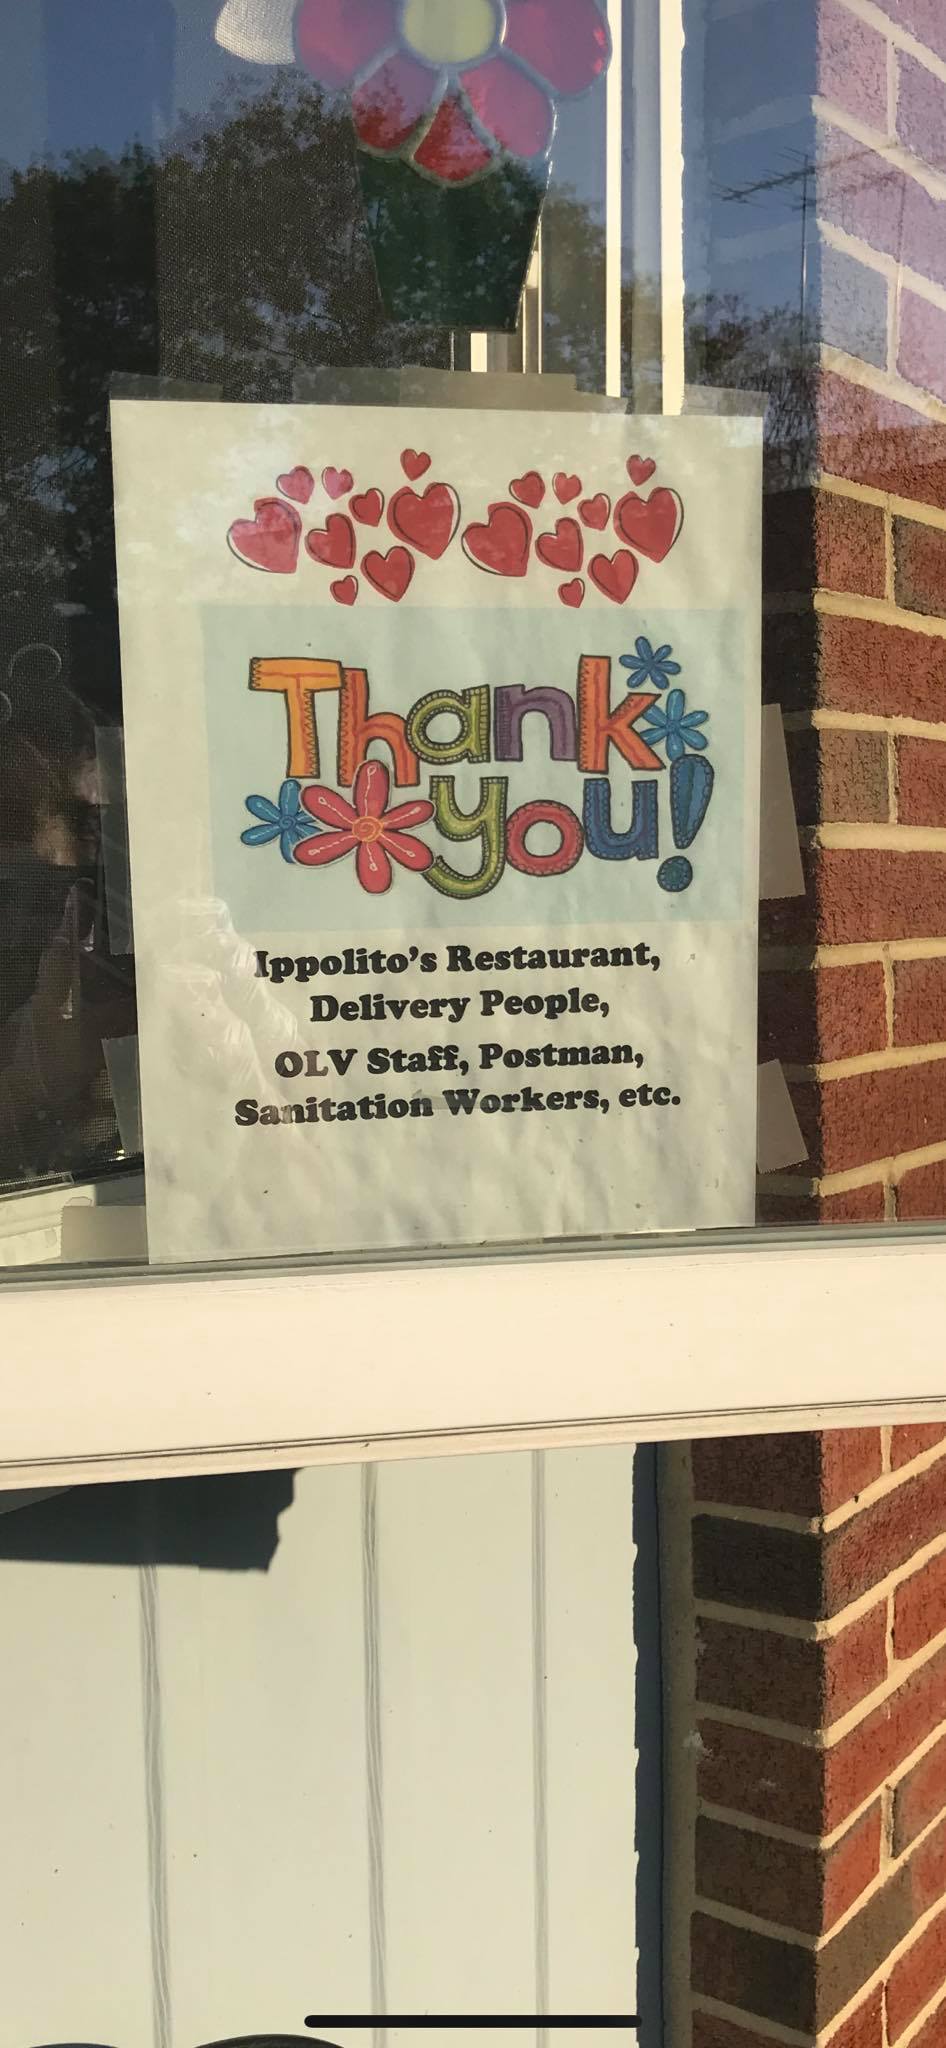 Thank
you!
Ippolito's Restaurant,
Delivery People,
OLV Staff, Postman,
Sanitation Workers, etc.